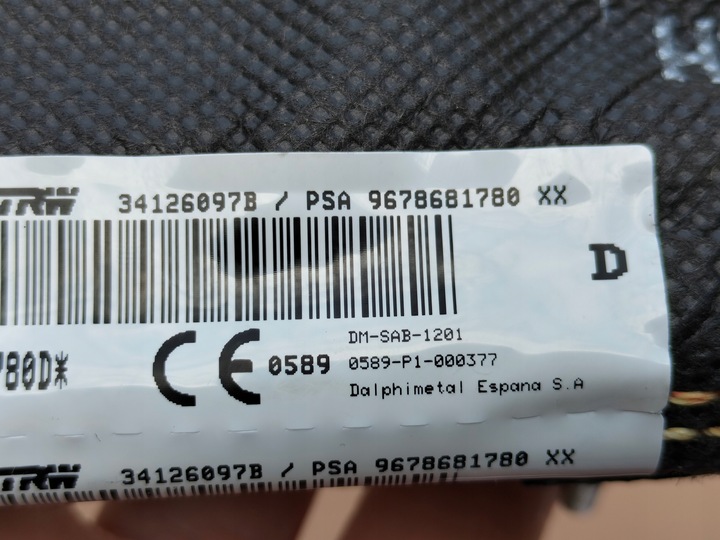 TRW 34126097B / PSA 9678681780 XX
D
780D*
CE 0589
DM-SAB-1201
0589-P1-000377
Dalphimetal Espana S.A
TRW 34126097B / PSA 9678681780 XX